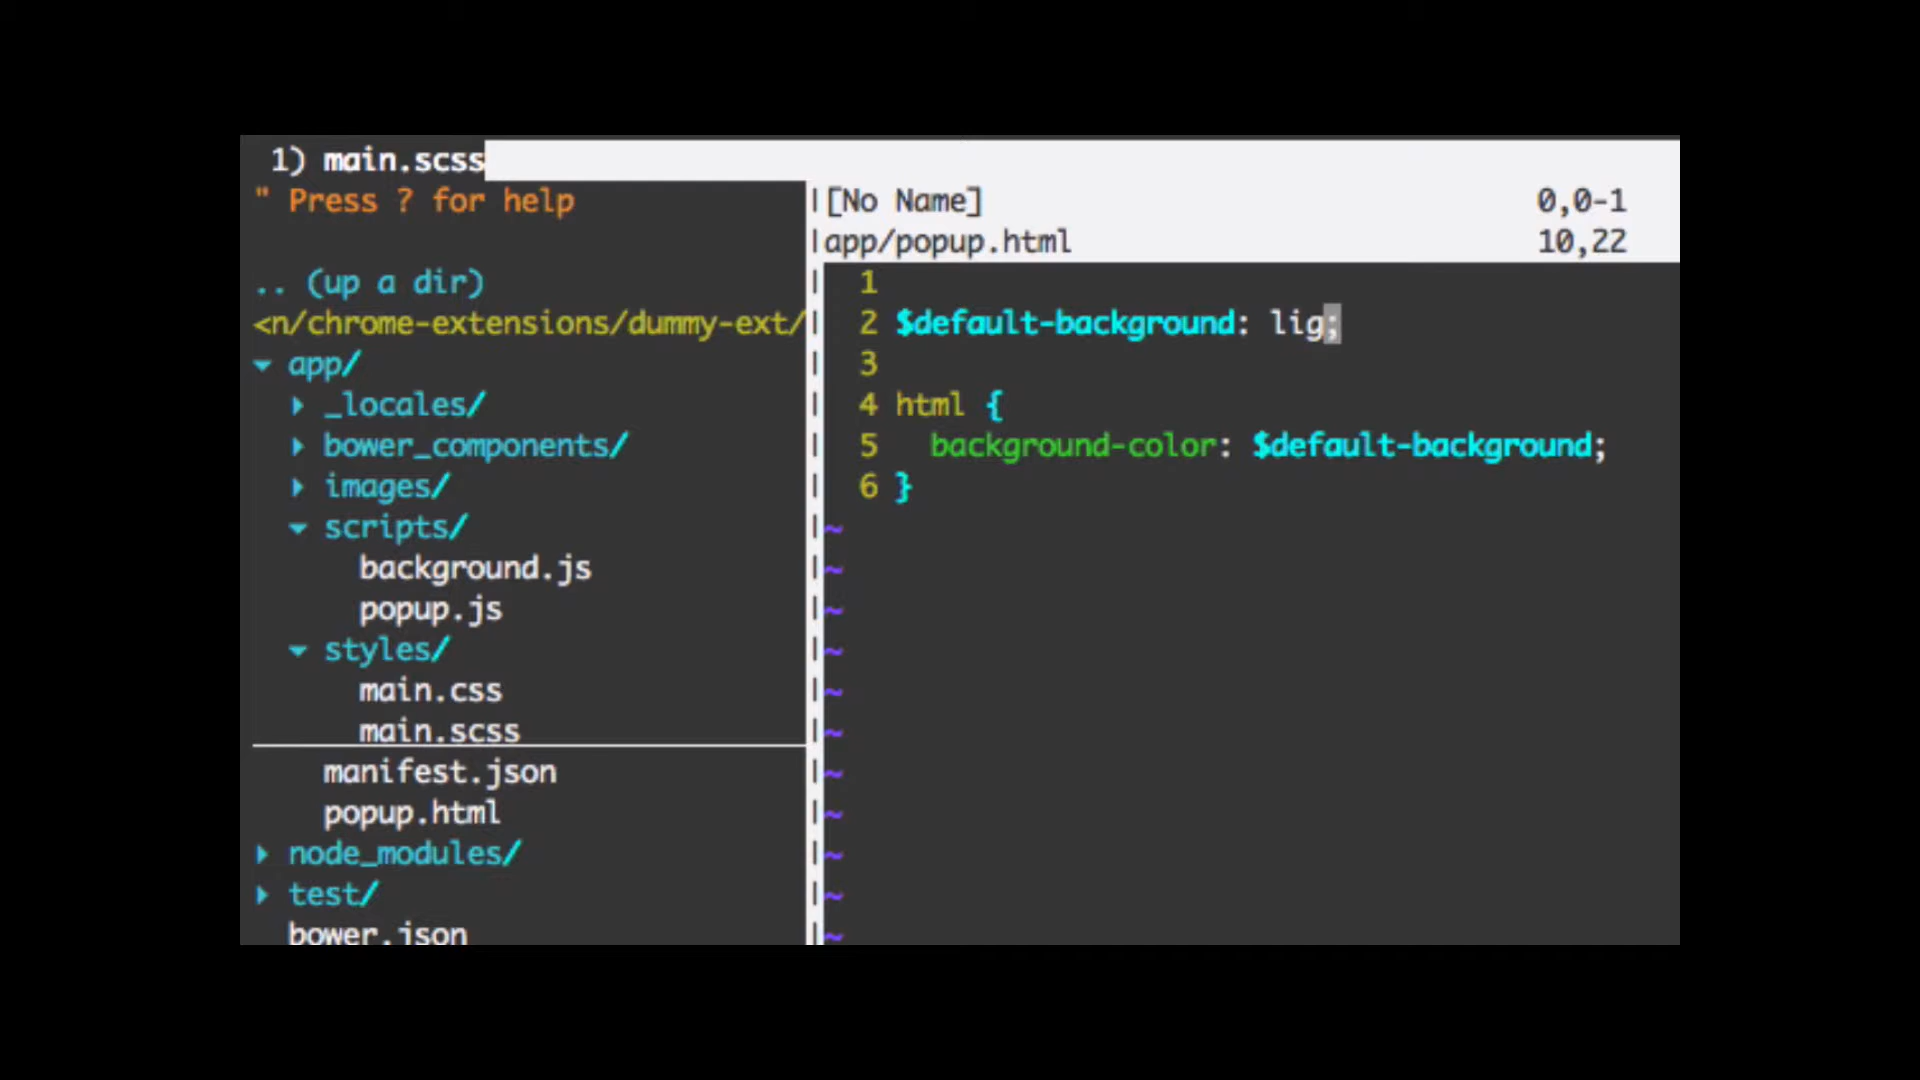 1) main.scss
" Press ? for help
.. (up a dir)
<n/chrome-extensions/dummy-ext/
app/
_locales/
bower_components/
images/
scripts/
background.js
popup.js
styles/
main.css
main.scss
manifest.json
popup.html
node_modules/
test/
bower.json
[No Name] 0,0-1
app/popup.html 10,22
1
2 $default-background: lig;
3
4 html {
5 background-color: $default-background;
6 }
~
~
~
~
~
~
~
~
~
~
~